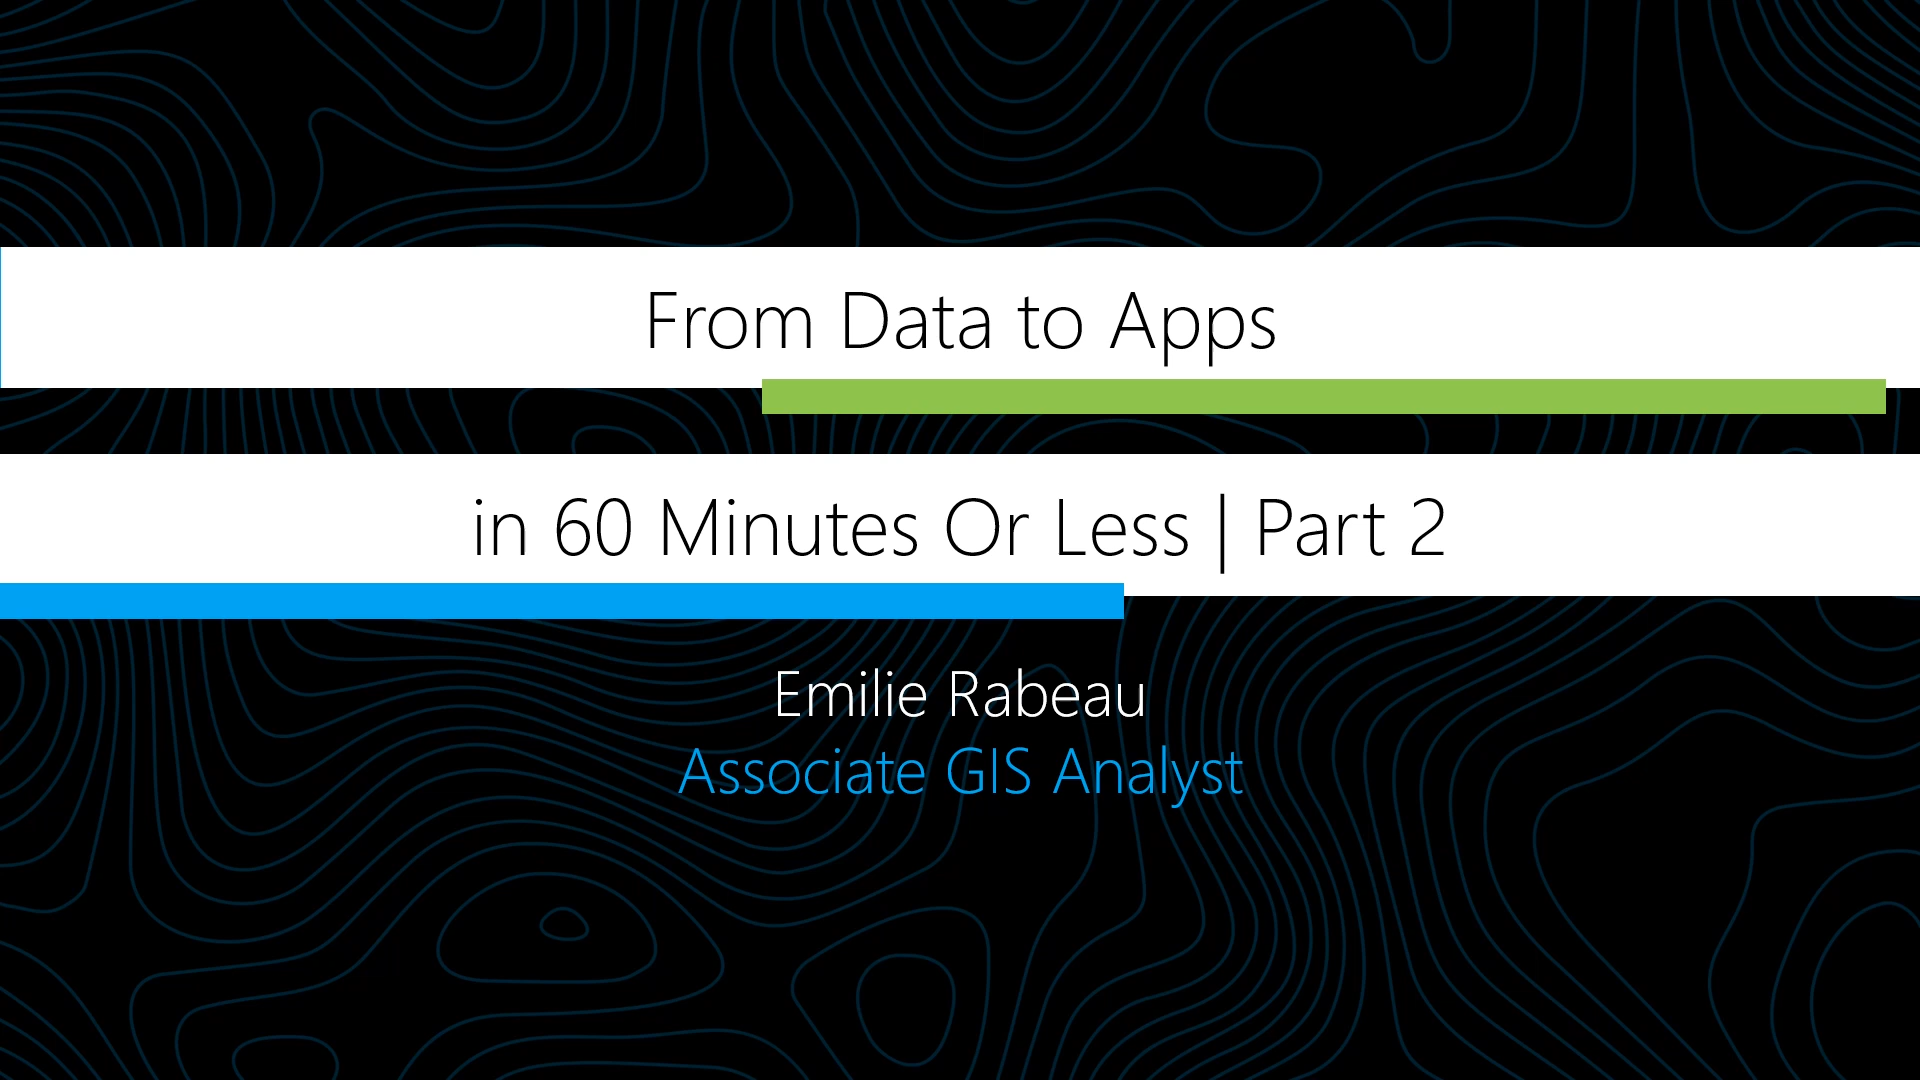 From Data to Apps
in 60 Minutes Or Less | Part 2
Emilie Rabeau
Associate GIS Analyst